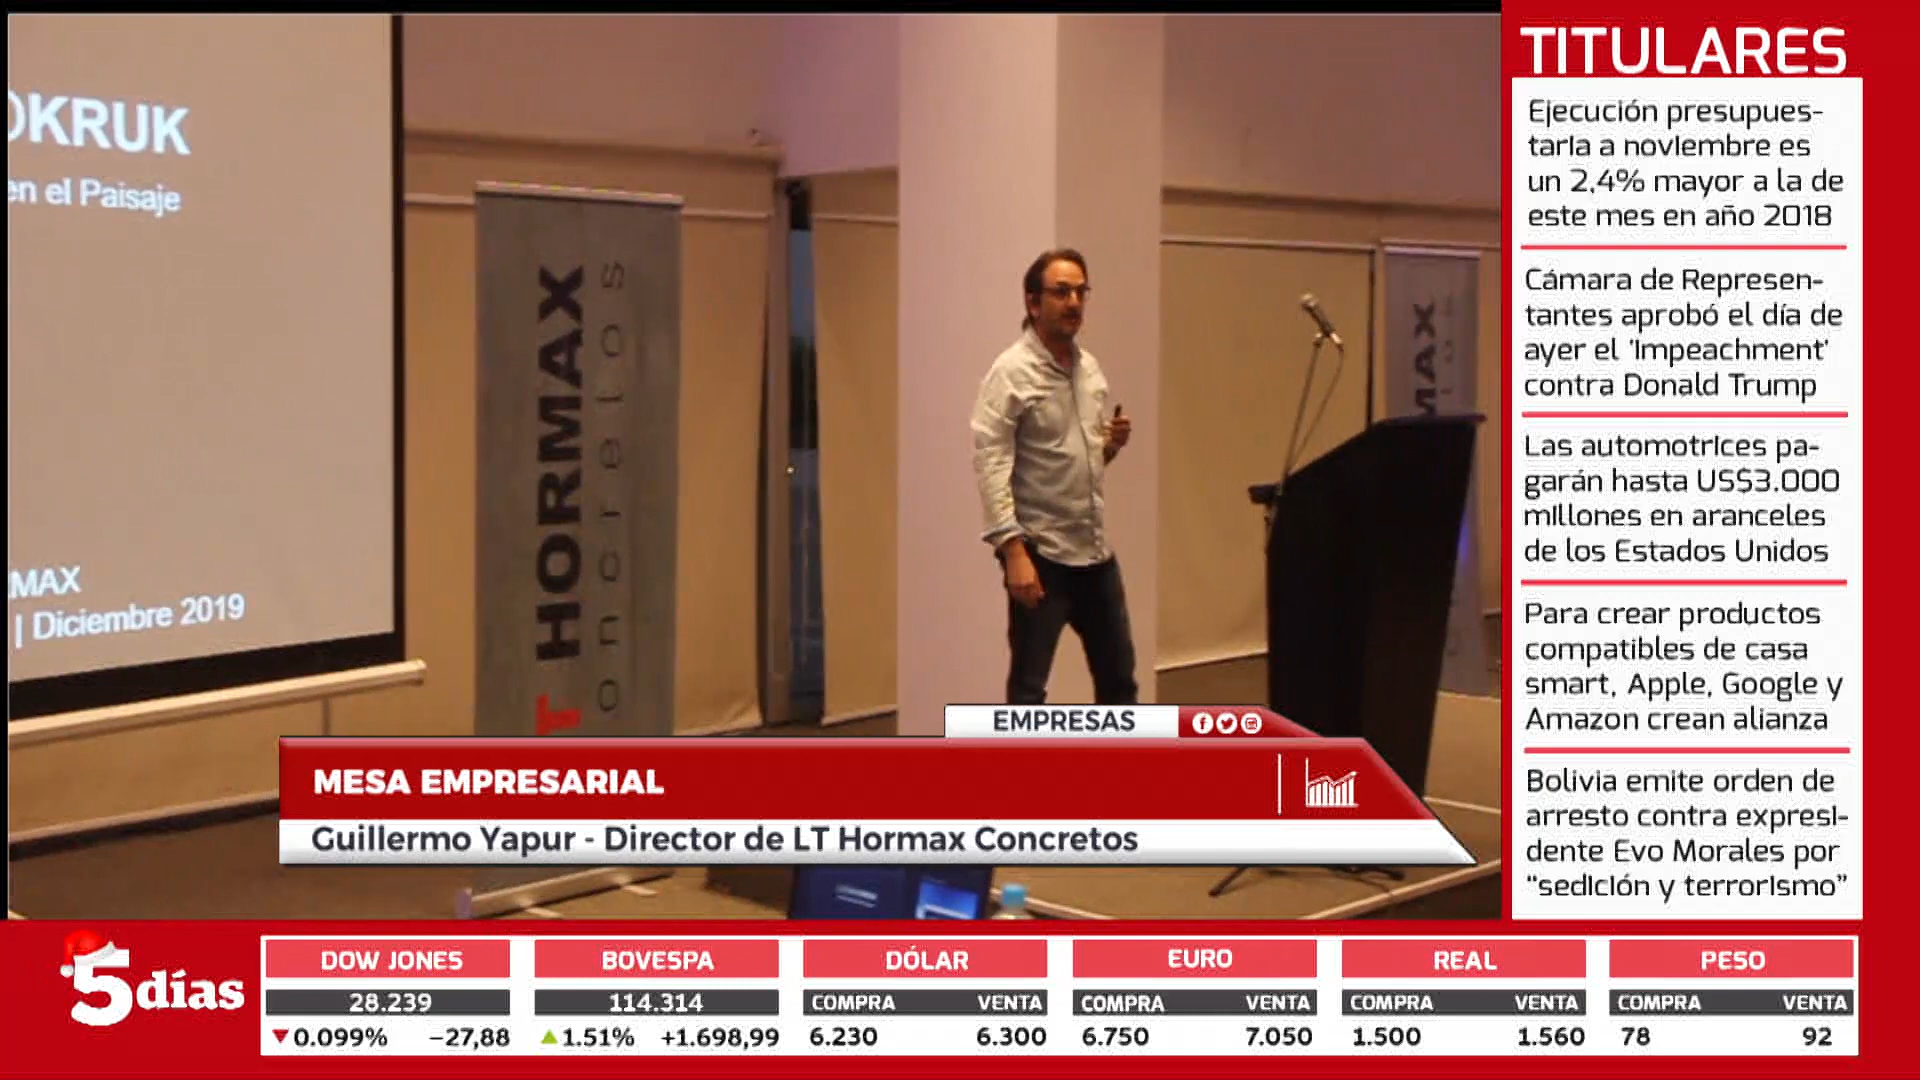 OKRUK
en el Paisaje
MAX
| Diciembre 2019
T HORMAX
oncretos
MAX
TITULARES
Ejecución presupues-
taria a noviembre es
un 2,4% mayor a la de
este mes en año 2018
Cámara de Represen-
tantes aprobó el día de
ayer el 'Impeachment'
contra Donald Trump
Las automotrices pa-
garán hasta US$3.000
millones en aranceles
de los Estados Unidos
Para crear productos
compatibles de casa
smart, Apple, Google y
Amazon crean alianza
Bolivia emite orden de
arresto contra expresi-
dente Evo Morales por
“sedición y terrorismo”
EMPRESAS
MESA EMPRESARIAL
Guillermo Yapur - Director de LT Hormax Concretos
5días
DOW JONES
28.239
0.099% −27,88
BOVESPA
114.314
1.51% +1.698,99
DÓLAR
COMPRA VENTA
6.230 6.300
EURO
COMPRA VENTA
6.750 7.050
REAL
COMPRA VENTA
1.500 1.560
PESO
COMPRA VENTA
78 92